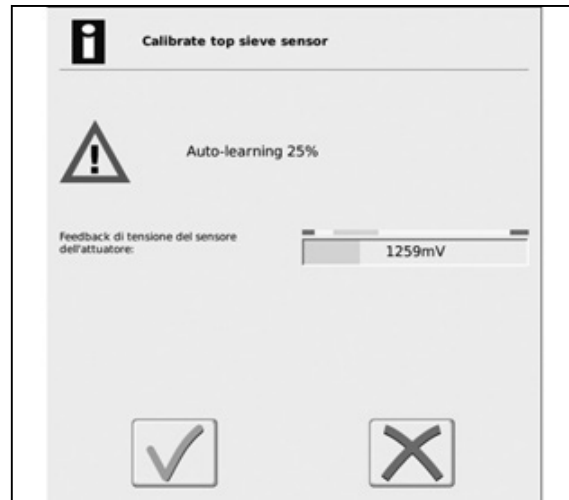 Calibrate top sieve sensor
Auto-learning 25%
Feedback di tensione del sensore
dell'attuatore:
1259mV